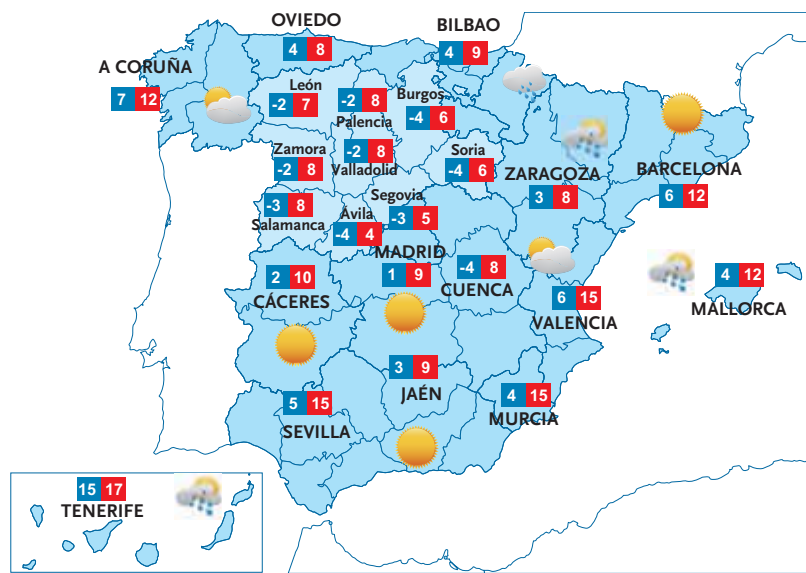 OVIEDO
4 8
BILBAO
4 9
A CORUÑA
7 12
León
-2 7
-2 8
Palencia
Burgos
-4 6
Zamora
-2 8
-2 8
Valladolid
Soria
-4 6
ZARAGOZA
3 8
BARCELONA
6 12
-3 8
Salamanca
Ávila
-4 4
Segovia
-3 5
MADRID
1 9
-4 8
CUENCA
2 10
CÁCERES
6 15
VALENCIA
4 12
MALLORCA
3 9
JAÉN
5 15
SEVILLA
4 15
MURCIA
15 17
TENERIFE